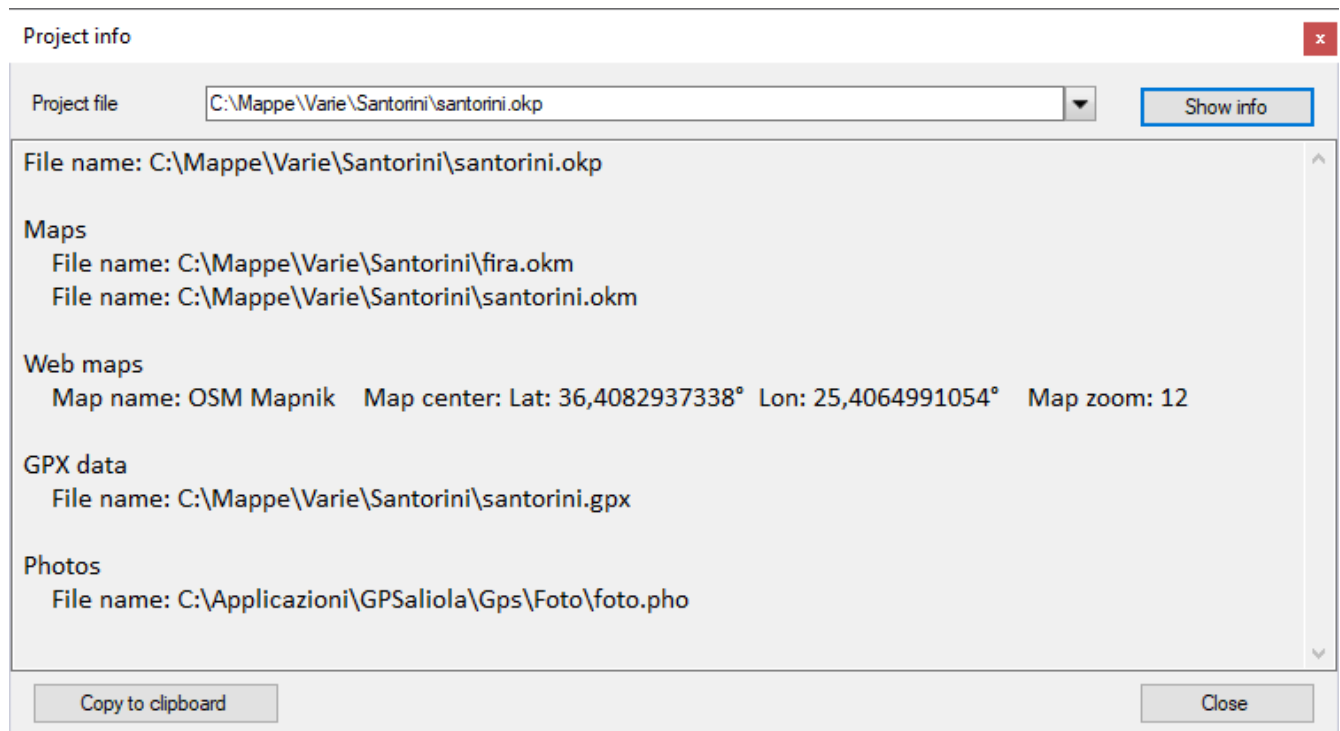 Project info
x
Project file
C:\Mappe\Varie\Santorini\santorini.okp
Show info
File name: C:\Mappe\Varie\Santorini\santorini.okp
Maps
File name: C:\Mappe\Varie\Santorini\fira.okm
File name: C:\Mappe\Varie\Santorini\santorini.okm
Web maps
Map name: OSM Mapnik Map center: Lat: 36,4082937338° Lon: 25,4064991054° Map zoom: 12
GPX data
File name: C:\Mappe\Varie\Santorini\santorini.gpx
Photos
File name: C:\Applicazioni\GPSaliola\Gps\Foto\foto.pho
Copy to clipboard
Close